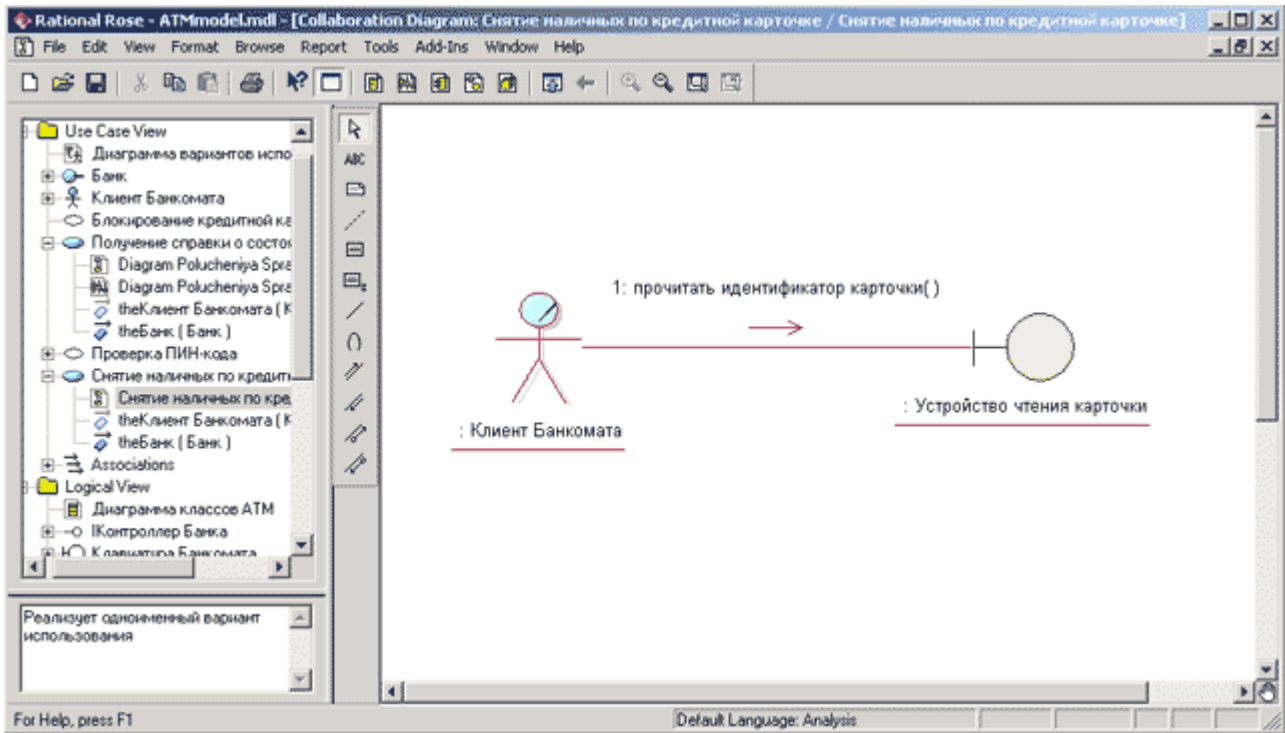 Rational Rose - ATMmodel.mdl - [Collaboration Diagram: Снятие наличных по кредитной карточке / Снятие наличных по кредитной карточке]
File Edit View Format Browse Report Tools Add-Ins Window Help
Use Case View
Диаграмма вариантов испо
Банк
Клиент Банкомата
Блокирование кредитной ка
Получение справки о состоя
Diagram Polucheniya Spra
Diagram Polucheniya Spra
theКлиент Банкомата ( К
theБанк ( Банк )
Проверка ПИН-кода
Снятие наличных по кредитн
Снятие наличных по кре
theКлиент Банкомата ( К
theБанк ( Банк )
Associations
Logical View
Диаграмма классов ATM
IКонтроллер Банка
Клавиатура Банкомата
ABC
1: прочитать идентификатор карточки( )
: Клиент Банкомата
: Устройство чтения карточки
Реализует одноименный вариант
использования
For Help, press F1
Default Language: Analysis